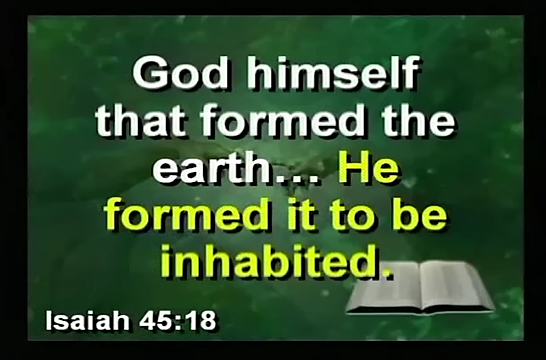 God himself
that formed the
earth... He
formed it to be
inhabited.
Isaiah 45:18